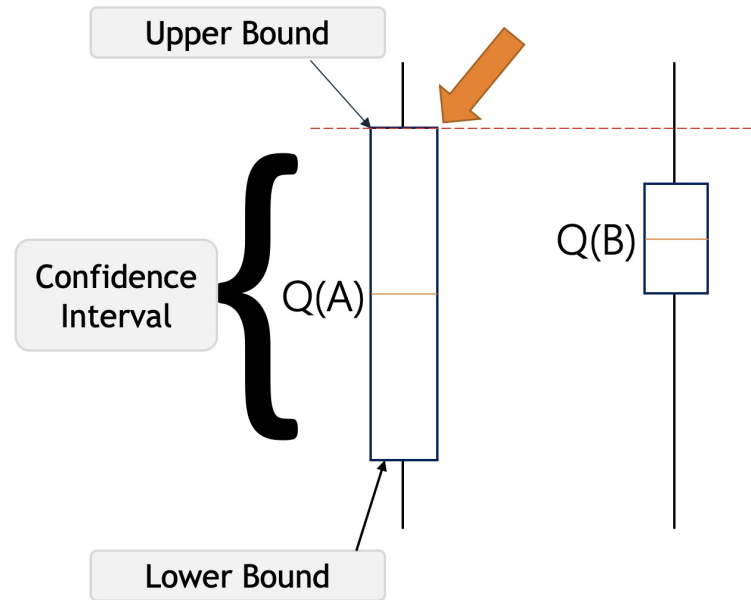 Upper Bound
Q(B)
Confidence
Interval
Q(A)
Lower Bound